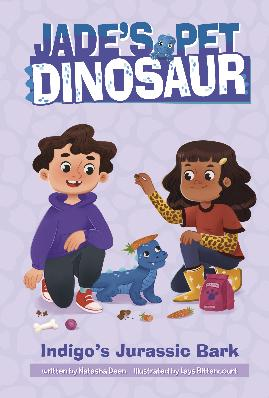 JADE'S PET
DINOSAUR
Indigo's Jurassic Bark
written by Natasha Deen illustrated by Lays Bittencourt